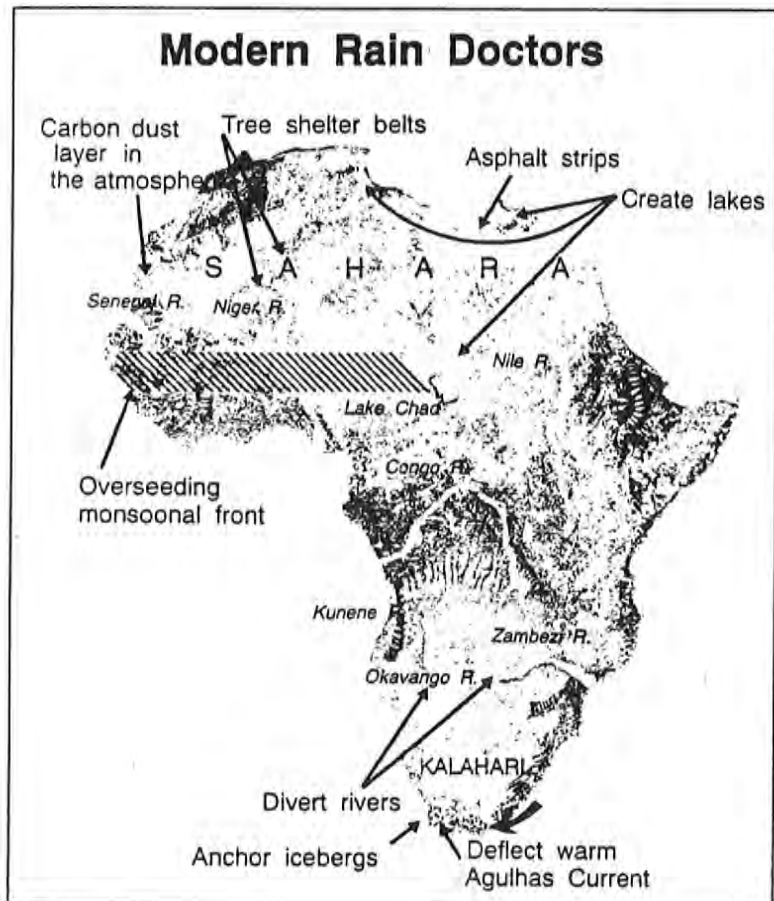 Modern Rain Doctors
Carbon dust
layer in
the atmosphere
Tree shelter belts
Asphalt strips
Create lakes
S A H A R A
Senegal R.
Niger R.
Nile R.
Lake Chad
Congo R.
Overseeding
monsoonal front
Kunene
Zambezi R.
Okavango R.
KALAHARI
Divert rivers
Anchor icebergs
Deflect warm
Agulhas Current